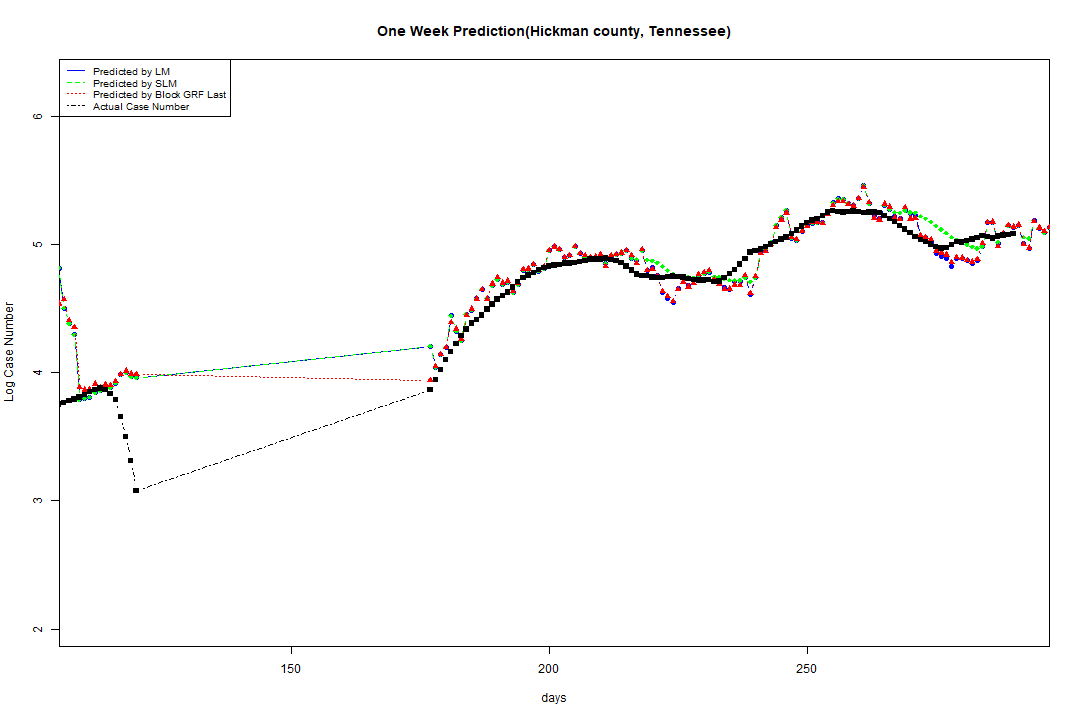 One Week Prediction(Hickman county, Tennessee)
Predicted by LM
Predicted by SLM
Predicted by Block GRF Last
Actual Case Number
Log Case Number
6
5
4
3
2
150
200
250
days